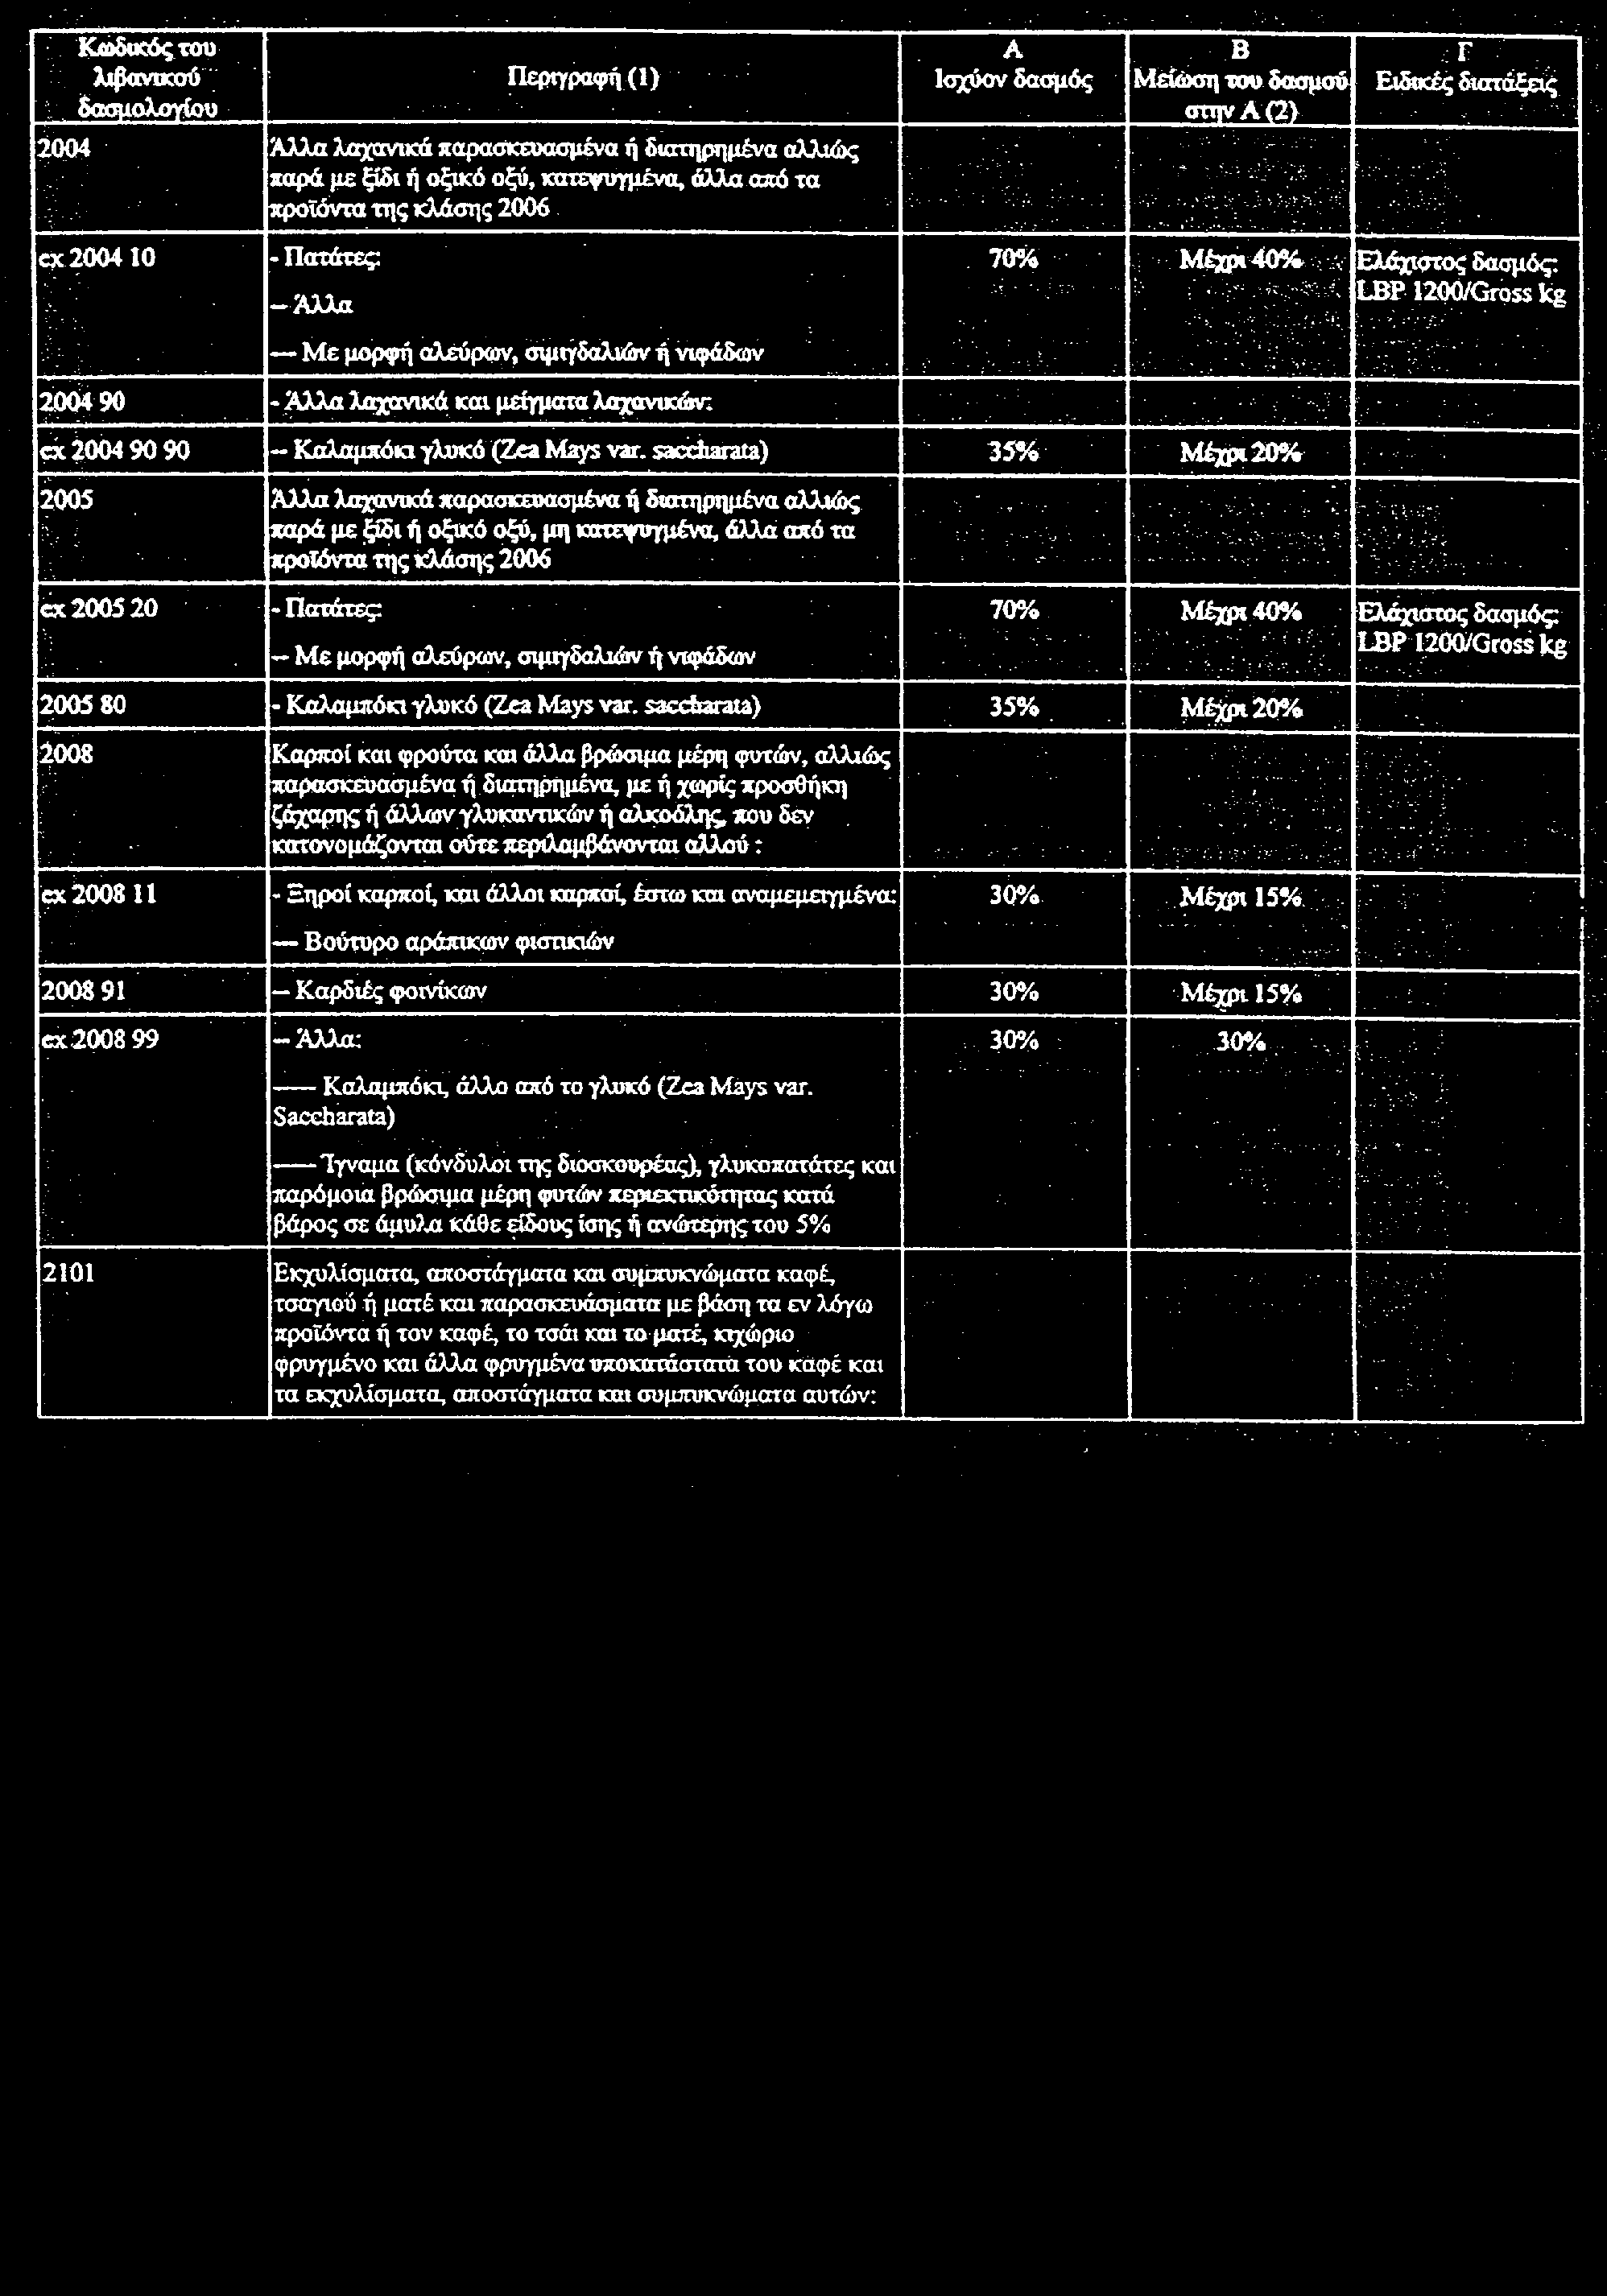 Κωδικός του
λιβανικού
δασμολογίου
Περιγραφή (1)
Α
Ισχύον δασμός
Β
Μείωση του δασμού
στην Α (2)
Γ
Ειδικές διατάξεις
2004
Άλλα λαχανικά παρασκευασμένα ή διατηρημένα αλλιώς
παρά με ξίδι ή οξικό οξύ, κατεψυγμένα, άλλα από τα
προϊόντα της κλάσης 2006
ex 2004 10
- Πατάτες:
70%
Μέχρι 40%
Ελάχιστος δασμός:
LBP 1200/Gross kg
-- Άλλα
--- Με μορφή αλεύρων, σιμιγδαλιών ή νιφάδων
2004 90
- Άλλα λαχανικά και μείγματα λαχανικών:
ex 2004 90 90
-- Καλαμπόκι γλυκό (Zea Mays var. saccharata)
35%
Μέχρι 20%
2005
Άλλα λαχανικά παρασκευασμένα ή διατηρημένα αλλιώς
παρά με ξίδι ή οξικό οξύ, μη κατεψυγμένα, άλλα από τα
προϊόντα της κλάσης 2006
ex 2005 20
- Πατάτες:
70%
Μέχρι 40%
Ελάχιστος δασμός:
LBP 1200/Gross kg
-- Με μορφή αλεύρων, σιμιγδαλιών ή νιφάδων
2005 80
- Καλαμπόκι γλυκό (Zea Mays var. saccharata)
35%
Μέχρι 20%
2008
Καρποί και φρούτα και άλλα βρώσιμα μέρη φυτών, αλλιώς
παρασκευασμένα ή διατηρημένα, με ή χωρίς προσθήκη
ζάχαρης ή άλλων γλυκαντικών ή αλκοόλης, που δεν
κατονομάζονται ούτε περιλαμβάνονται αλλού :
ex 2008 11
- Ξηροί καρποί, και άλλοι καρποί, έστω και αναμεμειγμένα:
30%
Μέχρι 15%
--- Βούτυρο αράπικων φιστικιών
2008 91
-- Καρδιές φοινίκων
30%
Μέχρι 15%
ex 2008 99
-- Άλλα:
30%
30%
---- Καλαμπόκι, άλλο από το γλυκό (Zea Mays var.
Saccharata)
---- Ίγναμα (κόνδυλοι της διοσκουρέας), γλυκοπατάτες και
παρόμοια βρώσιμα μέρη φυτών περιεκτικότητας κατά
βάρος σε άμυλα κάθε είδους ίσης ή ανώτερης του 5%
2101
Εκχυλίσματα, αποστάγματα και συμπυκνώματα καφέ,
τσαγιού ή ματέ και παρασκευάσματα με βάση τα εν λόγω
προϊόντα ή τον καφέ, το τσάι και το ματέ, κιχώριο
φρυγμένο και άλλα φρυγμένα υποκατάστατα του καφέ και
τα εκχυλίσματα, αποστάγματα και συμπυκνώματα αυτών: